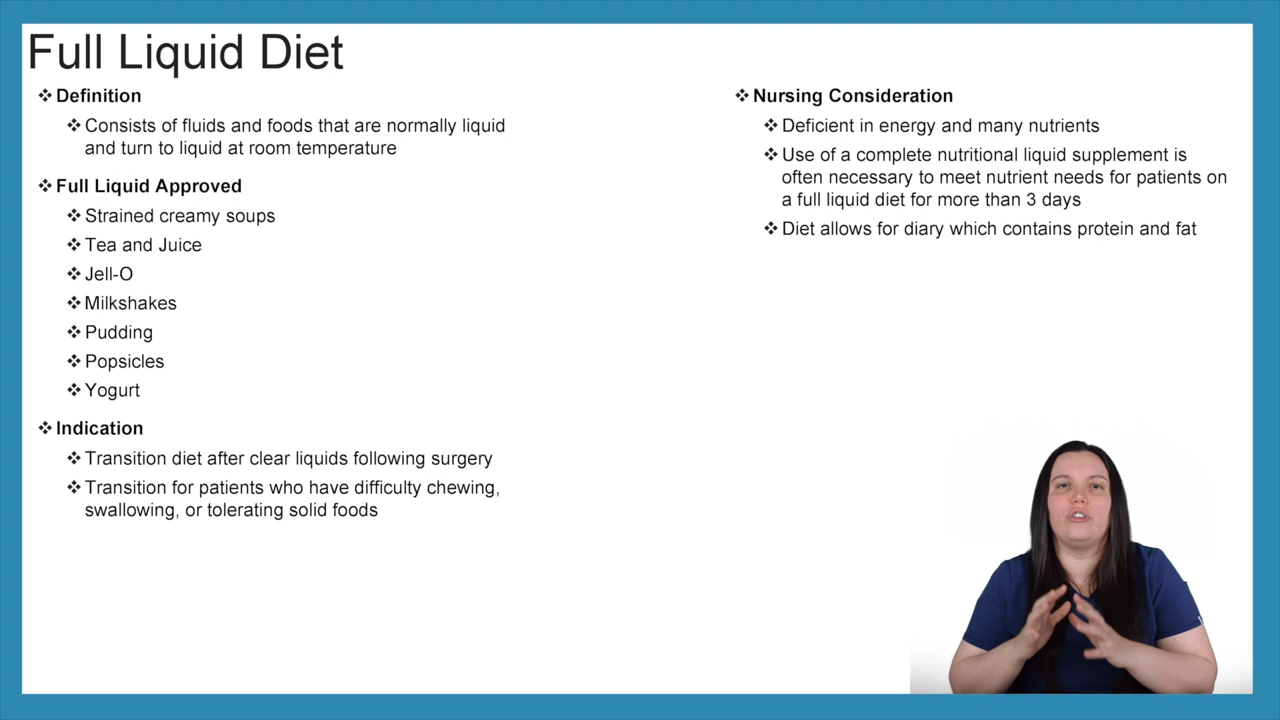 Full Liquid Diet
❖ Definition
❖ Consists of fluids and foods that are normally liquid
and turn to liquid at room temperature
❖ Full Liquid Approved
❖ Strained creamy soups
❖ Tea and Juice
❖ Jell-O
❖ Milkshakes
❖ Pudding
❖ Popsicles
❖ Yogurt
❖ Indication
❖ Transition diet after clear liquids following surgery
❖ Transition for patients who have difficulty chewing,
swallowing, or tolerating solid foods
❖ Nursing Consideration
❖ Deficient in energy and many nutrients
❖ Use of a complete nutritional liquid supplement is
often necessary to meet nutrient needs for patients on
a full liquid diet for more than 3 days
❖ Diet allows for diary which contains protein and fat